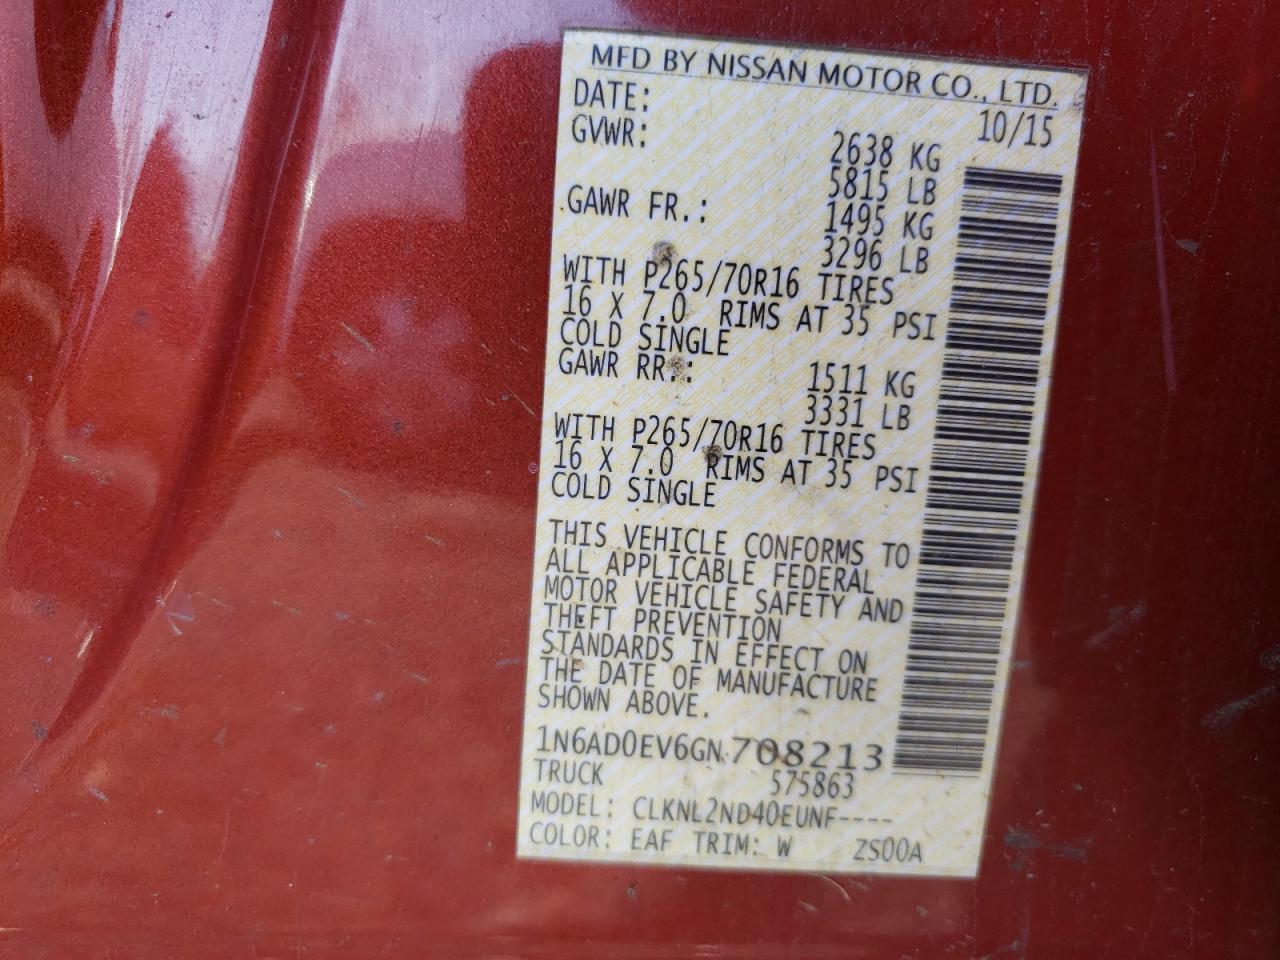 MFD BY NISSAN MOTOR CO., LTD.
DATE: 10/15
GVWR: 2638 KG
5815 LB
GAWR FR.: 1495 KG
3296 LB
WITH P265/70R16 TIRES
16 X 7.0 RIMS AT 35 PSI
COLD SINGLE
GAWR RR.: 1511 KG
3331 LB
WITH P265/70R16 TIRES
16 X 7.0 RIMS AT 35 PSI
COLD SINGLE
THIS VEHICLE CONFORMS TO
ALL APPLICABLE FEDERAL
MOTOR VEHICLE SAFETY AND
THEFT PREVENTION
STANDARDS IN EFFECT ON
THE DATE OF MANUFACTURE
SHOWN ABOVE.
1N6AD0EV6GN708213
TRUCK 575863
MODEL: CLKNL2ND40EUNF----
COLOR: EAF TRIM: W ZS00A